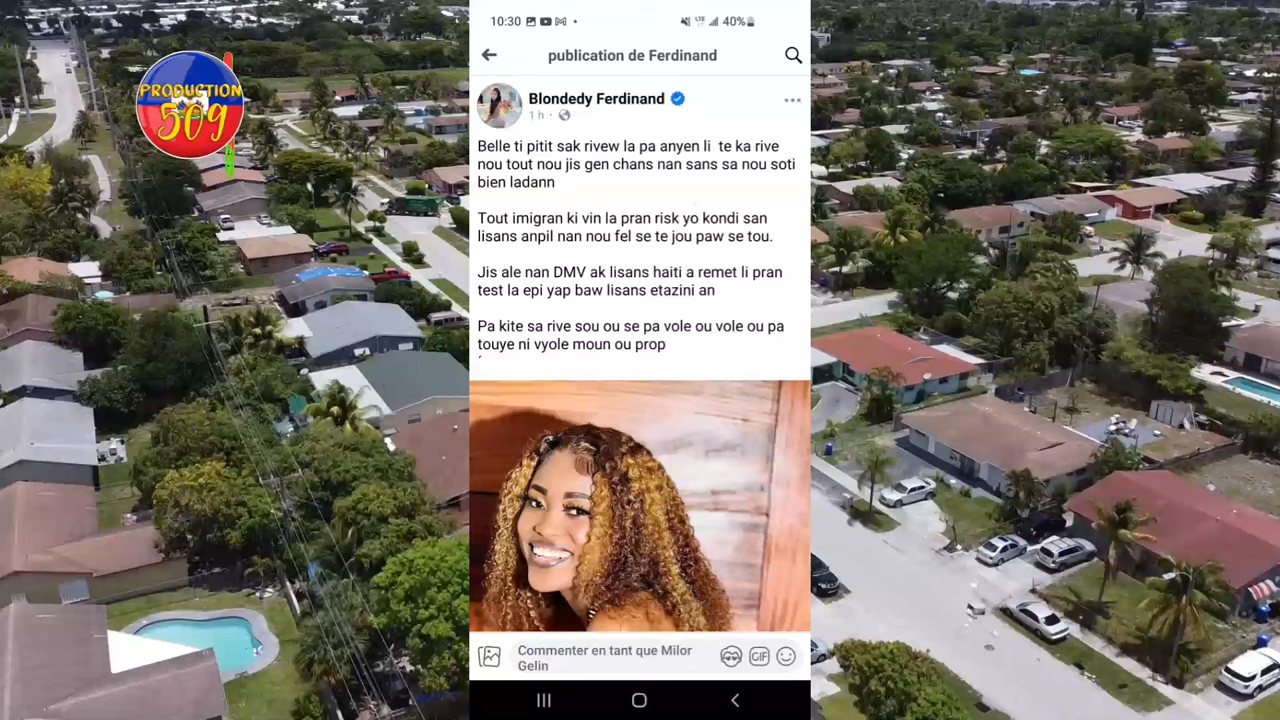 PRODUCTION
509
10:30
LTE
40%
publication de Ferdinand
Blondedy Ferdinand
1 h
Belle ti pitit sak rivew la pa anyen li te ka rive
nou tout nou jis gen chans nan sans sa nou soti
bien ladann
Tout imigran ki vin la pran risk yo kondi san
lisans anpil nan nou fel se te jou paw se tou.
Jis ale nan DMV ak lisans haiti a remet li pran
test la epi yap baw lisans etazini an
Pa kite sa rive sou ou se pa vole ou vole ou pa
touye ni vyole moun ou prop
Commenter en tant que Milor
Gelin
GIF